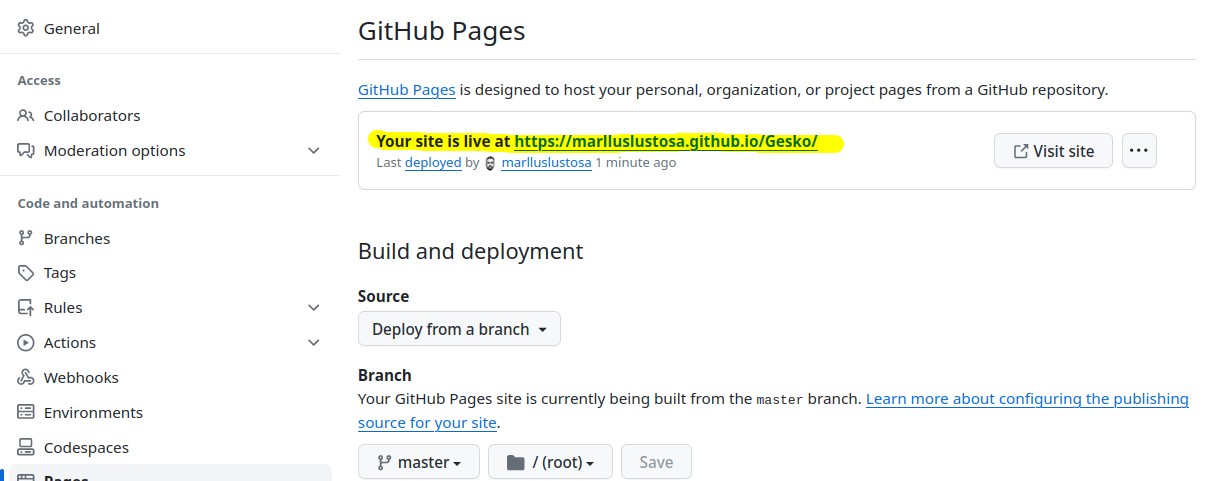 General
Access
Collaborators
Moderation options
Code and automation
Branches
Tags
Rules
Actions
Webhooks
Environments
Codespaces
Pages
GitHub Pages
GitHub Pages is designed to host your personal, organization, or project pages from a GitHub repository.
Your site is live at https://marlluslustosa.github.io/Gesko/
Last deployed by marlluslustosa 1 minute ago
Visit site
Build and deployment
Source
Deploy from a branch
Branch
Your GitHub Pages site is currently being built from the master branch. Learn more about configuring the publishing
source for your site.
master
/ (root)
Save